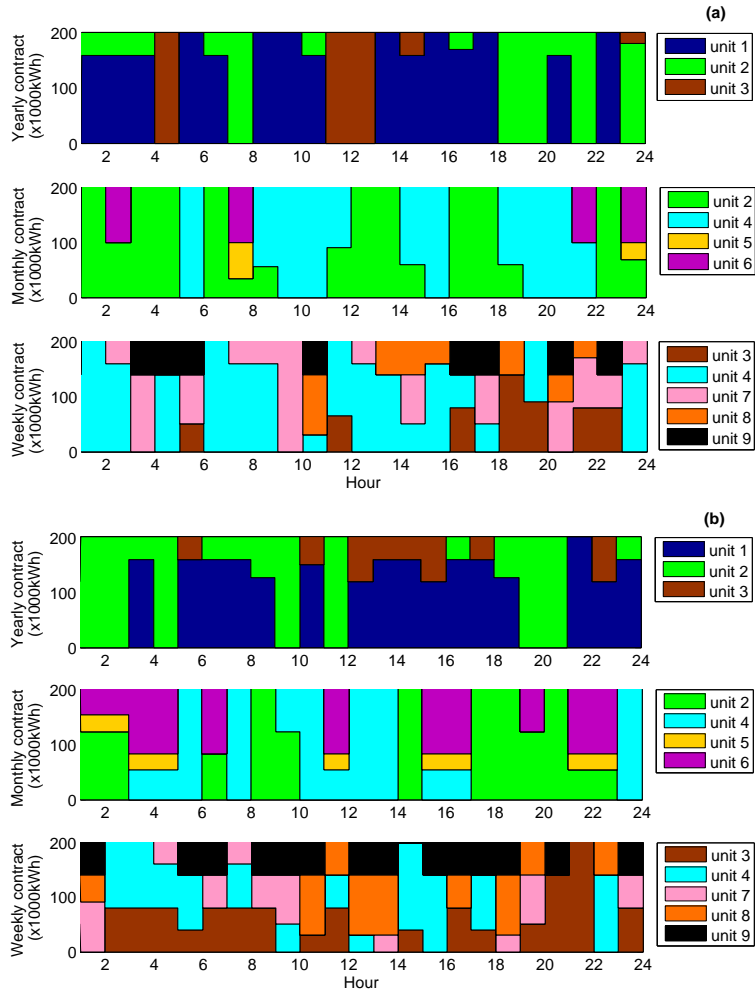 (a)
Yearly contract
(x1000kWh)
200
100
0
2 4 6 8 10 12 14 16 18 20 22 24
unit 1
unit 2
unit 3
Monthly contract
(x1000kWh)
200
100
0
2 4 6 8 10 12 14 16 18 20 22 24
unit 2
unit 4
unit 5
unit 6
Weekly contract
(x1000kWh)
200
100
0
2 4 6 8 10 12 14 16 18 20 22 24
Hour
unit 3
unit 4
unit 7
unit 8
unit 9
(b)
Yearly contract
(x1000kWh)
200
100
0
2 4 6 8 10 12 14 16 18 20 22 24
unit 1
unit 2
unit 3
Monthly contract
(x1000kWh)
200
100
0
2 4 6 8 10 12 14 16 18 20 22 24
unit 2
unit 4
unit 5
unit 6
Weekly contract
(x1000kWh)
200
100
0
2 4 6 8 10 12 14 16 18 20 22 24
Hour
unit 3
unit 4
unit 7
unit 8
unit 9